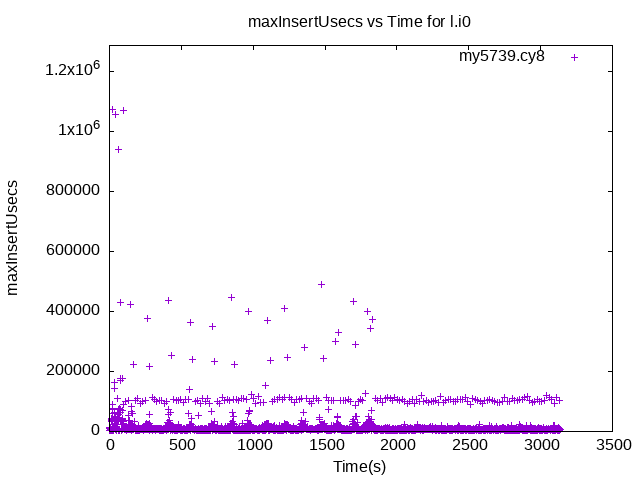 maxInsertUsecs vs Time for l.i0
my5739.cy8
maxInsertUsecs
1.2x10^6
1x10^6
800000
600000
400000
200000
0
0 500 1000 1500 2000 2500 3000 3500
Time(s)